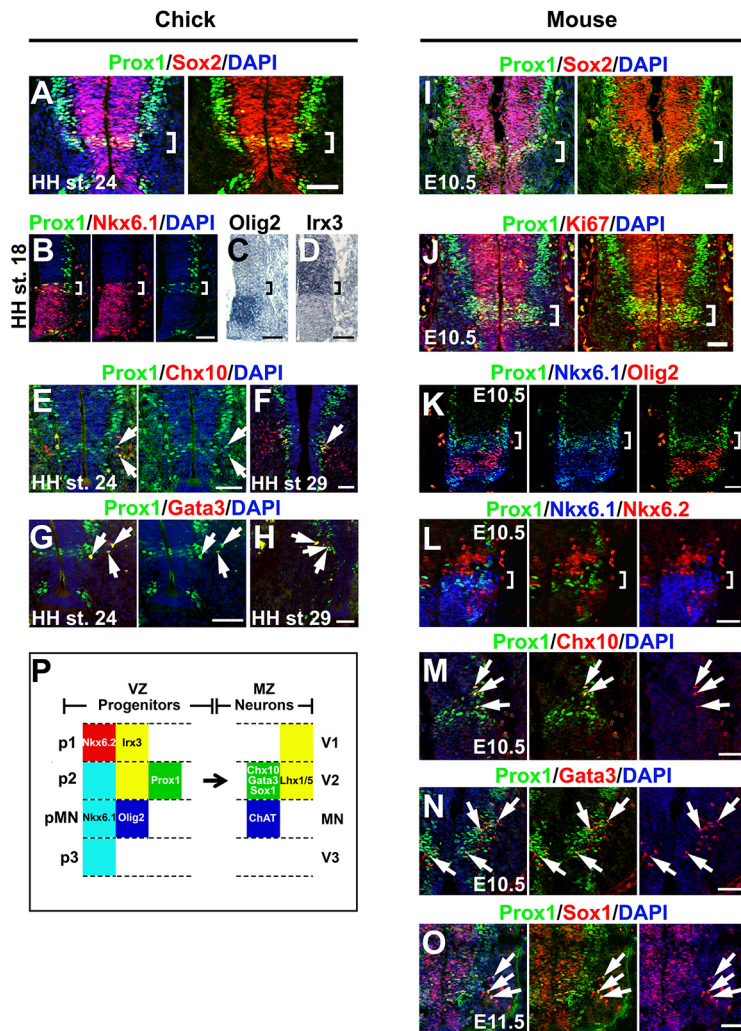 Chick
Prox1/Sox2/DAPI
A
HH st. 24
Prox1/Nkx6.1/DAPI
Olig2
Irx3
HH st. 18
B
C
D
Prox1/Chx10/DAPI
E
F
HH st. 24
HH st 29
Prox1/Gata3/DAPI
G
H
HH st. 24
HH st 29
P
VZ
Progenitors
MZ
Neurons
p1
Nkx6.2
Irx3
V1
p2
Prox1
Chx10
Gata3
Sox1
Lhx1/5
V2
pMN
Nkx6.1
Olig2
ChAT
MN
p3
V3
Mouse
Prox1/Sox2/DAPI
I
E10.5
Prox1/Ki67/DAPI
J
E10.5
Prox1/Nkx6.1/Olig2
K
E10.5
Prox1/Nkx6.1/Nkx6.2
L
E10.5
Prox1/Chx10/DAPI
M
E10.5
Prox1/Gata3/DAPI
N
E10.5
Prox1/Sox1/DAPI
O
E11.5